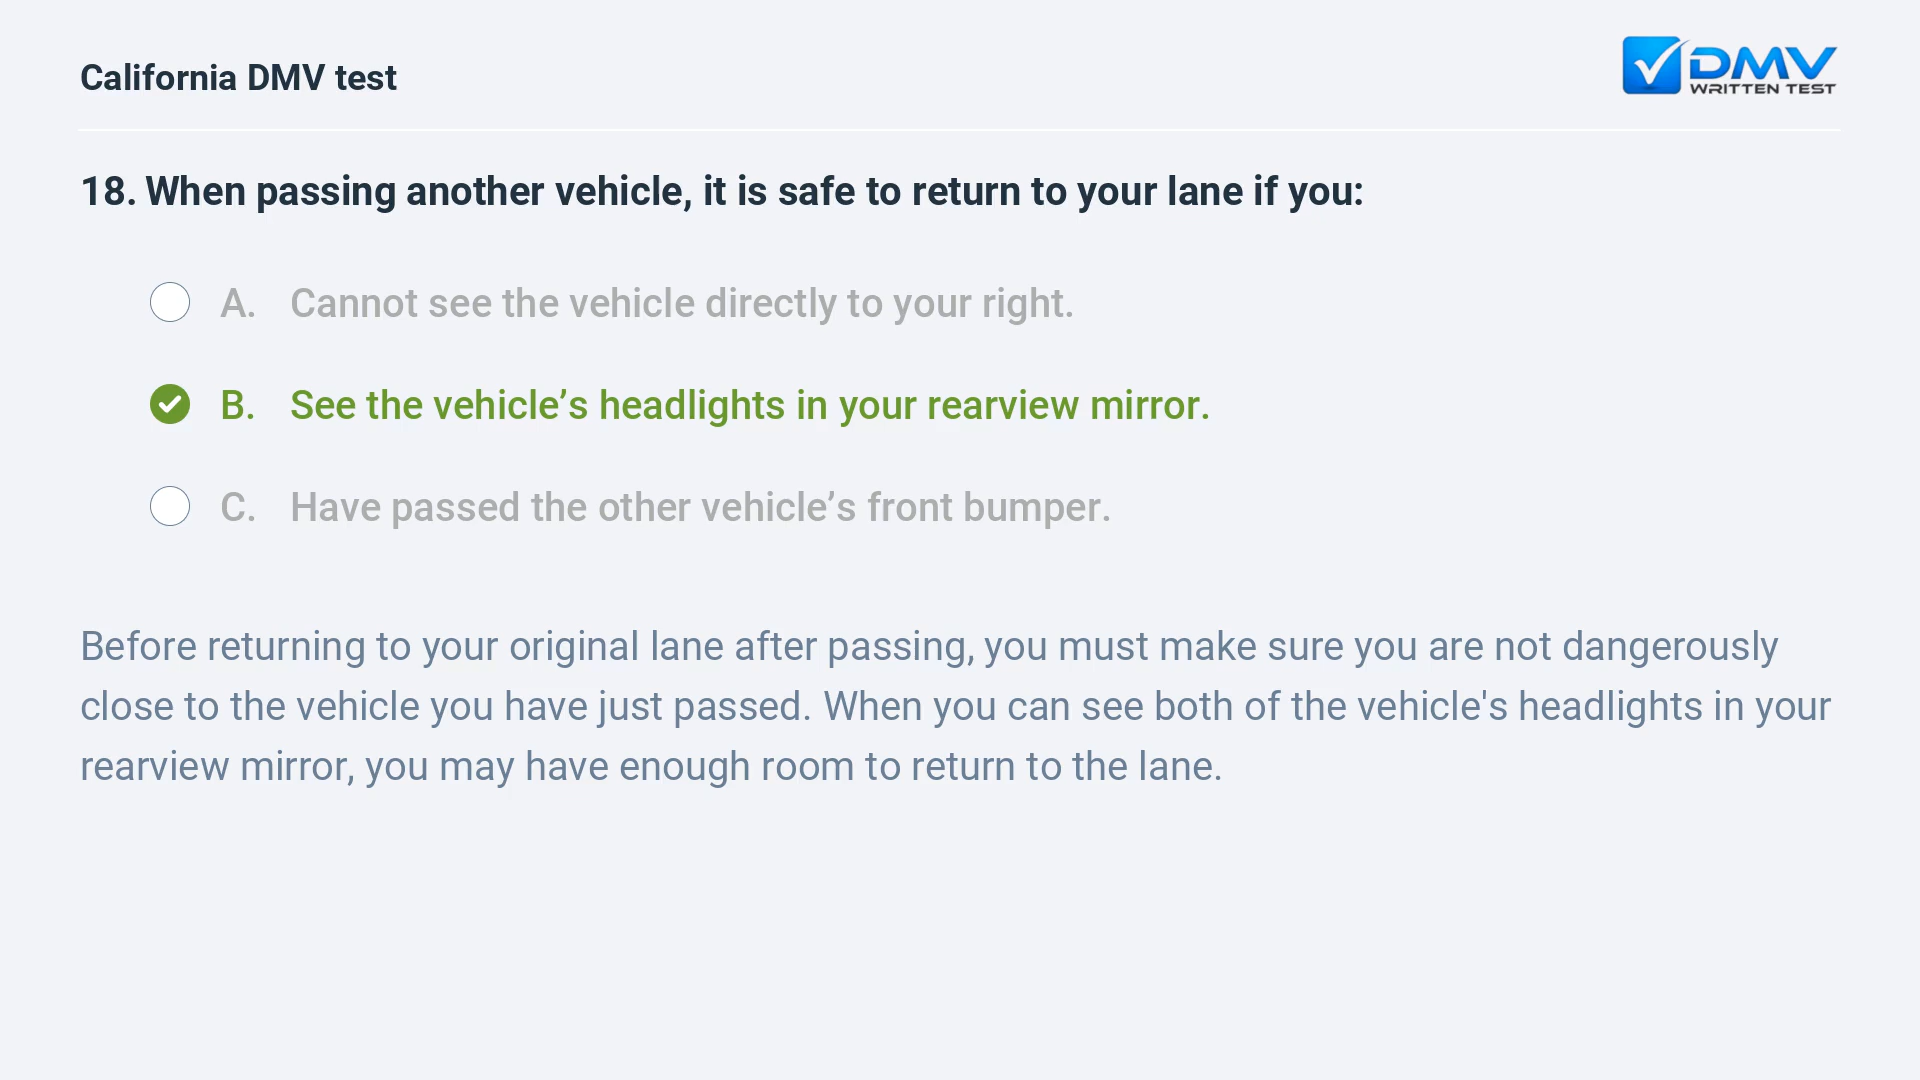 California DMV test
DMV
WRITTEN TEST
18. When passing another vehicle, it is safe to return to your lane if you:
A. Cannot see the vehicle directly to your right.
B. See the vehicle’s headlights in your rearview mirror.
C. Have passed the other vehicle’s front bumper.
Before returning to your original lane after passing, you must make sure you are not dangerously
close to the vehicle you have just passed. When you can see both of the vehicle's headlights in your
rearview mirror, you may have enough room to return to the lane.